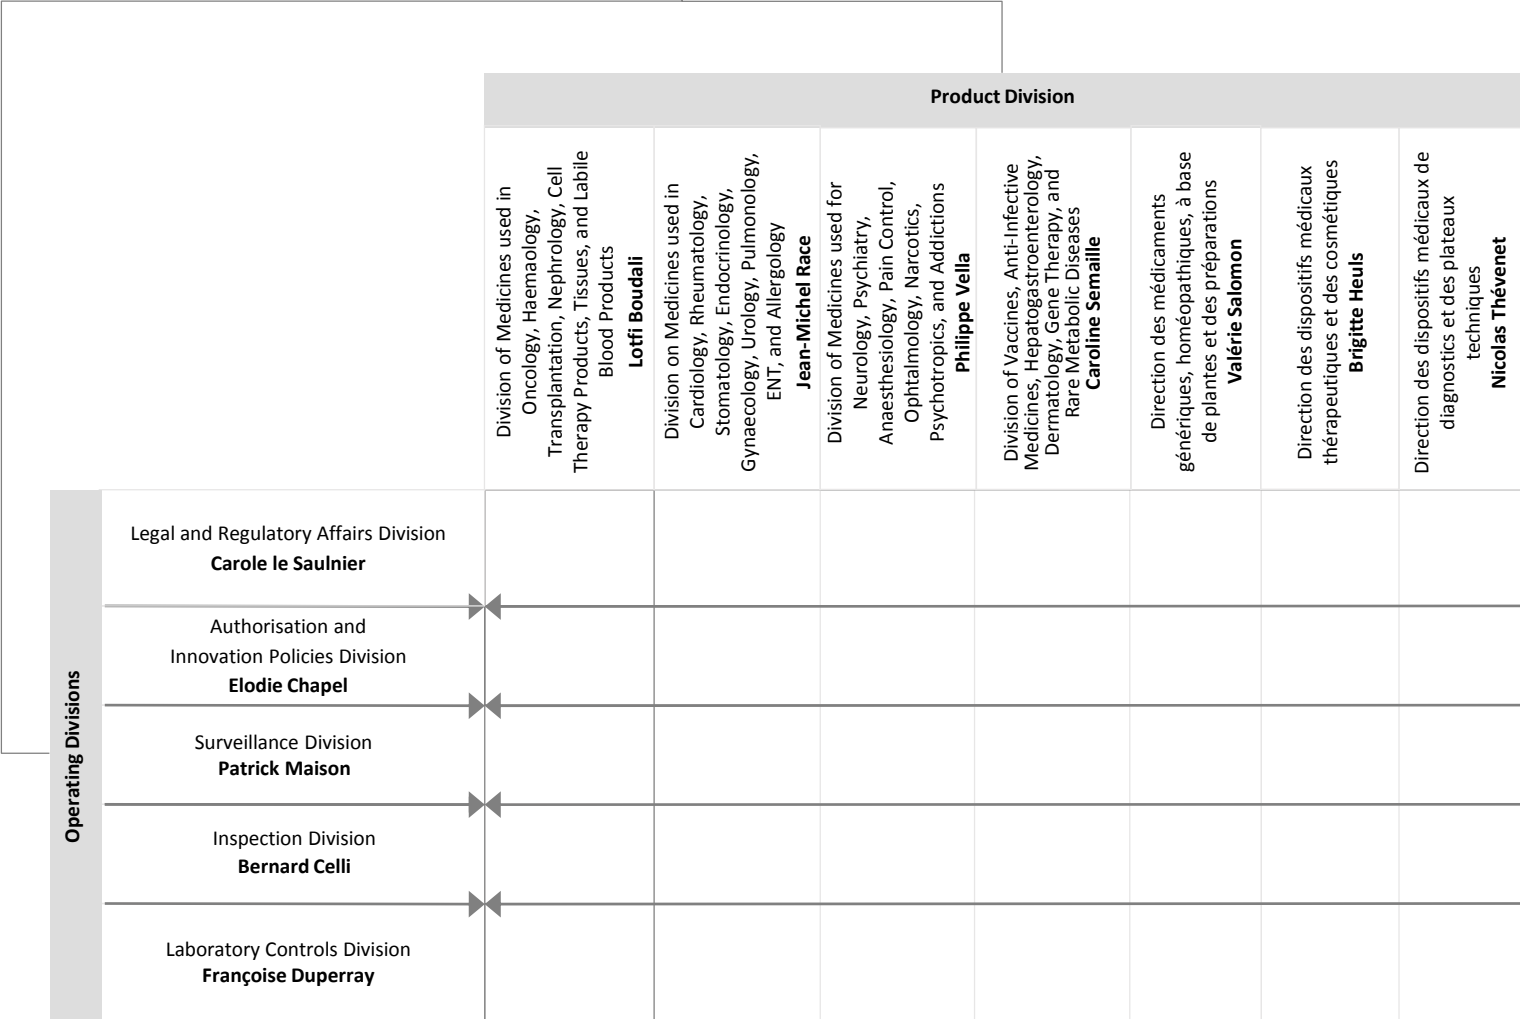 Product Division
Division of Medicines used in
Oncology, Haemaology,
Transplantation, Nephrology, Cell
Therapy Products, Tissues, and Labile
Blood Products
Lotfi Boudali
Division on Medicines used in
Cardiology, Rheumatology,
Stomatology, Endocrinology,
Gynaecology, Urology, Pulmonology,
ENT, and Allergology
Jean-Michel Race
Division of Medicines used for
Neurology, Psychiatry,
Anaesthesiology, Pain Control,
Ophtalmology, Narcotics,
Psychotropics, and Addictions
Philippe Vella
Division of Vaccines, Anti-Infective
Medicines, Hepatogastroenterology,
Dermatology, Gene Therapy, and
Rare Metabolic Diseases
Caroline Semaille
Direction des médicaments
génériques, homéopathiques, à base
de plantes et des préparations
Valérie Salomon
Direction des dispositifs médicaux
thérapeutiques et des cosmétiques
Brigitte Heuls
Direction des dispositifs médicaux de
diagnostics et des plateaux
techniques
Nicolas Thévenet
Operating Divisions
Legal and Regulatory Affairs Division
Carole le Saulnier
Authorisation and
Innovation Policies Division
Elodie Chapel
Surveillance Division
Patrick Maison
Inspection Division
Bernard Celli
Laboratory Controls Division
Françoise Duperray